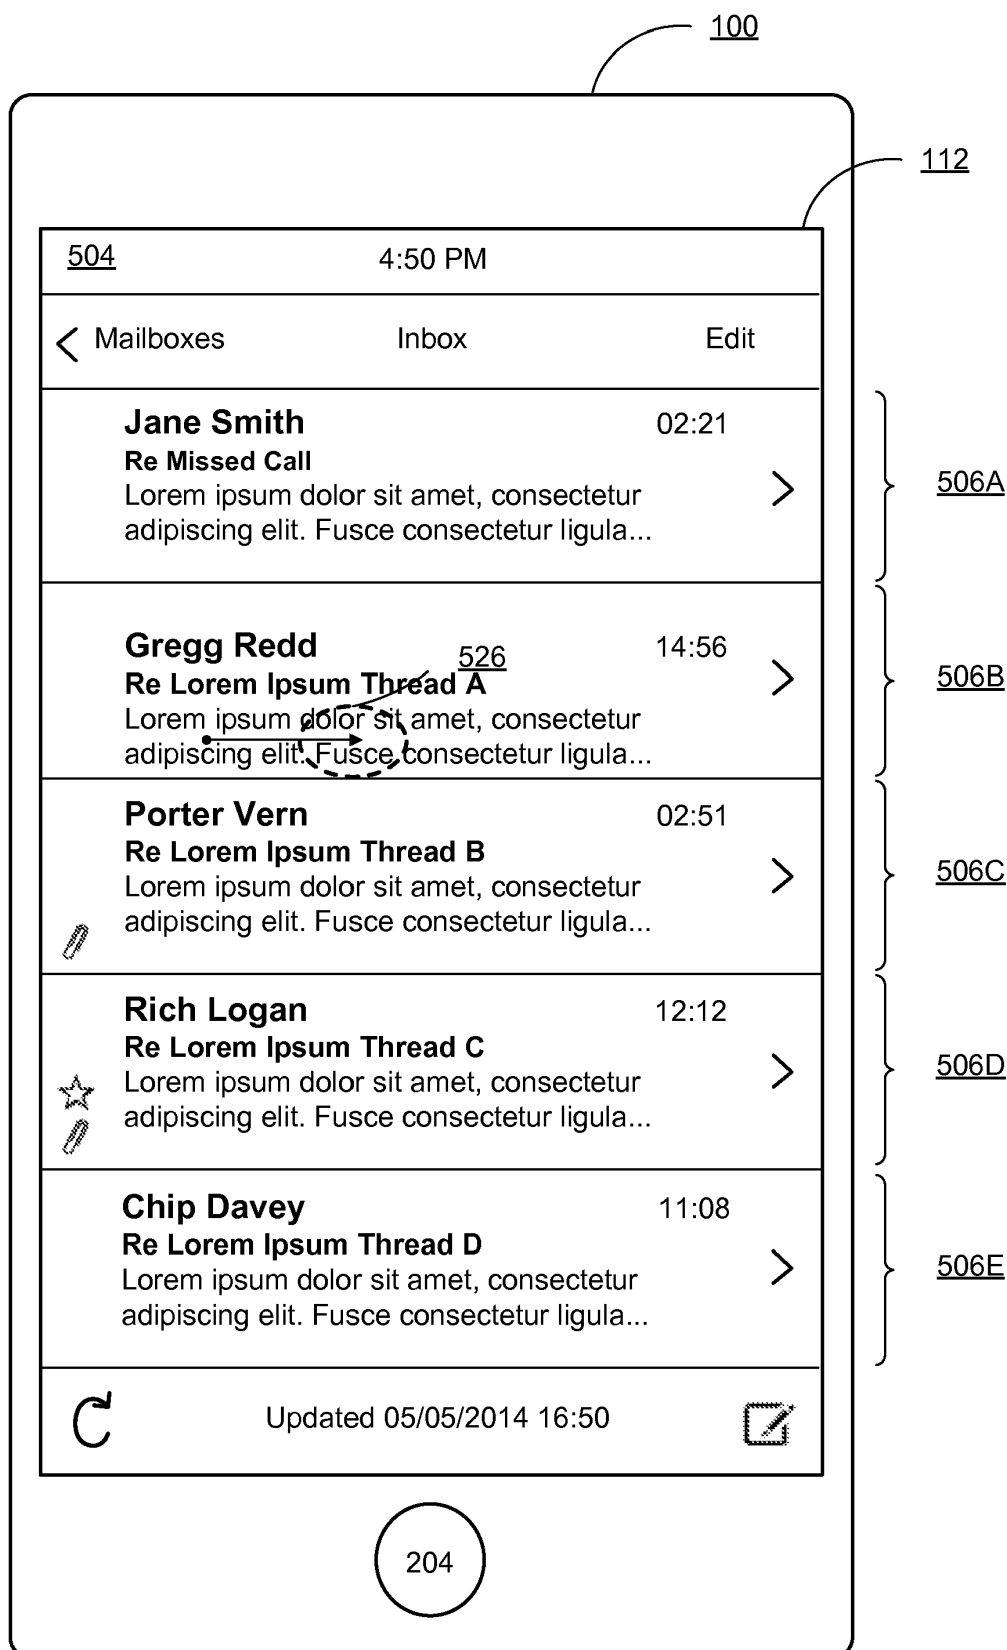 100
112
504 4:50 PM
Mailboxes Inbox Edit
Jane Smith 02:21
Re Missed Call
Lorem ipsum dolor sit amet, consectetur
adipiscing elit. Fusce consectetur ligula...
506A
Gregg Redd 14:56
526
Re Lorem Ipsum Thread A
Lorem ipsum dolor sit amet, consectetur
adipiscing elit. Fusce consectetur ligula...
506B
Porter Vern 02:51
Re Lorem Ipsum Thread B
Lorem ipsum dolor sit amet, consectetur
adipiscing elit. Fusce consectetur ligula...
506C
Rich Logan 12:12
Re Lorem Ipsum Thread C
Lorem ipsum dolor sit amet, consectetur
adipiscing elit. Fusce consectetur ligula...
506D
Chip Davey 11:08
Re Lorem Ipsum Thread D
Lorem ipsum dolor sit amet, consectetur
adipiscing elit. Fusce consectetur ligula...
506E
Updated 05/05/2014 16:50
204